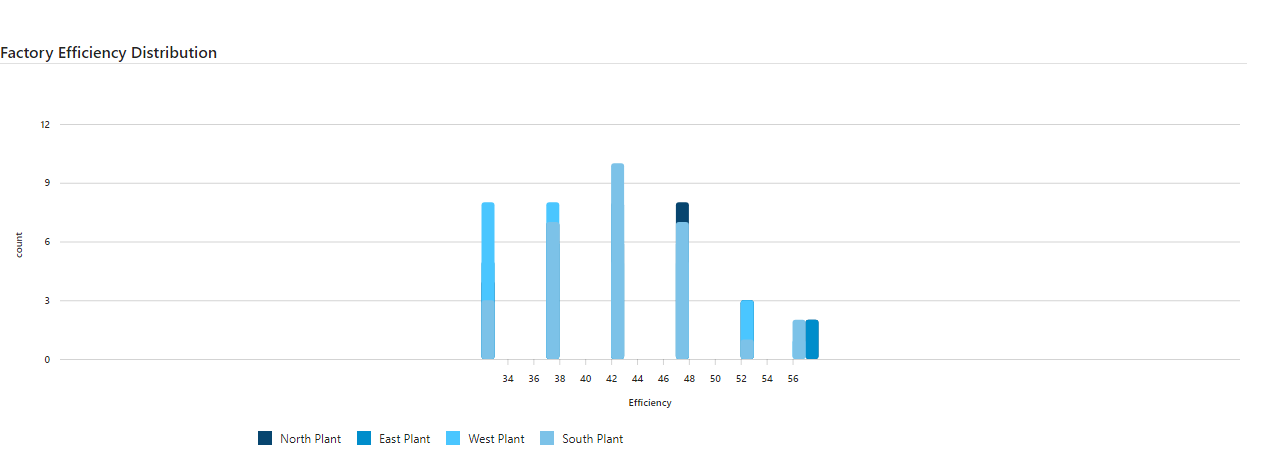 Factory Efficiency Distribution
12
9
6
3
0
count
34 36 38 40 42 44 46 48 50 52 54 56
Efficiency
North Plant East Plant West Plant South Plant